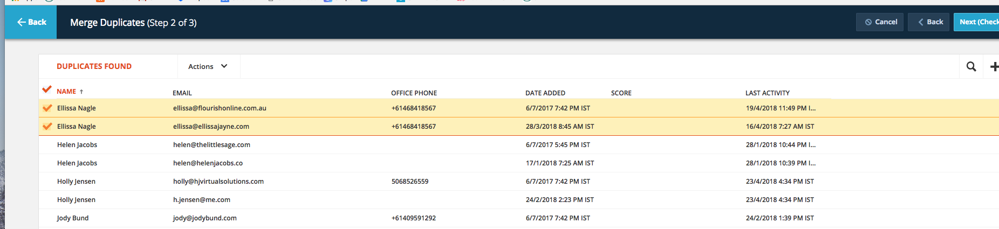 Back Merge Duplicates (Step 2 of 3) Cancel Back Next (Check
DUPLICATES FOUND Actions
NAME ↑ EMAIL OFFICE PHONE DATE ADDED SCORE LAST ACTIVITY
Ellissa Nagle ellissa@flourishonline.com.au +61468418567 6/7/2017 7:42 PM IST 19/4/2018 11:49 PM I...
Ellissa Nagle ellissa@ellissajayne.com +61468418567 28/3/2018 8:45 AM IST 16/4/2018 7:27 AM IST
Helen Jacobs helen@thelittlesage.com 6/7/2017 5:45 PM IST 28/1/2018 10:44 PM I...
Helen Jacobs helen@helenjacobs.co 17/1/2018 7:25 AM IST 28/1/2018 10:39 PM I...
Holly Jensen holly@hjvirtualsolutions.com 5068526559 6/7/2017 7:42 PM IST 23/4/2018 4:34 PM IST
Holly Jensen h.jensen@me.com 24/2/2018 2:23 PM IST 23/4/2018 4:34 PM IST
Jody Bund jody@jodybund.com +61409591292 6/7/2017 7:42 PM IST 24/2/2018 1:39 PM IST